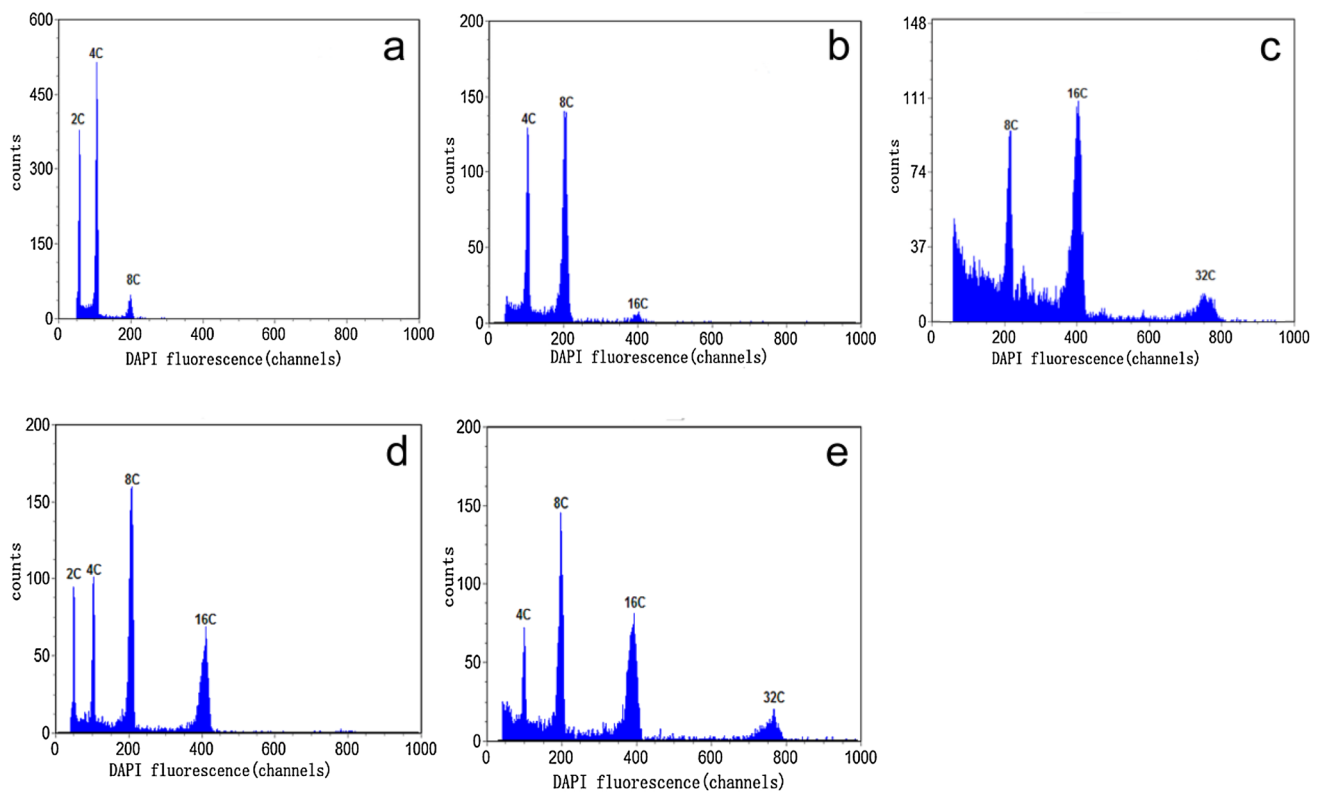 a
600
450
300
150
0
counts
2C
4C
8C
0 200 400 600 800 1000
DAPI fluorescence(channels)
b
200
150
100
50
0
counts
4C
8C
16C
0 200 400 600 800 1000
DAPI fluorescence(channels)
c
148
111
74
37
0
counts
8C
16C
32C
0 200 400 600 800 1000
DAPI fluorescence(channels)
d
200
150
100
50
0
counts
2C
4C
8C
16C
0 200 400 600 800 1000
DAPI fluorescence(channels)
e
200
150
100
50
0
counts
4C
8C
16C
32C
0 200 400 600 800 1000
DAPI fluorescence(channels)